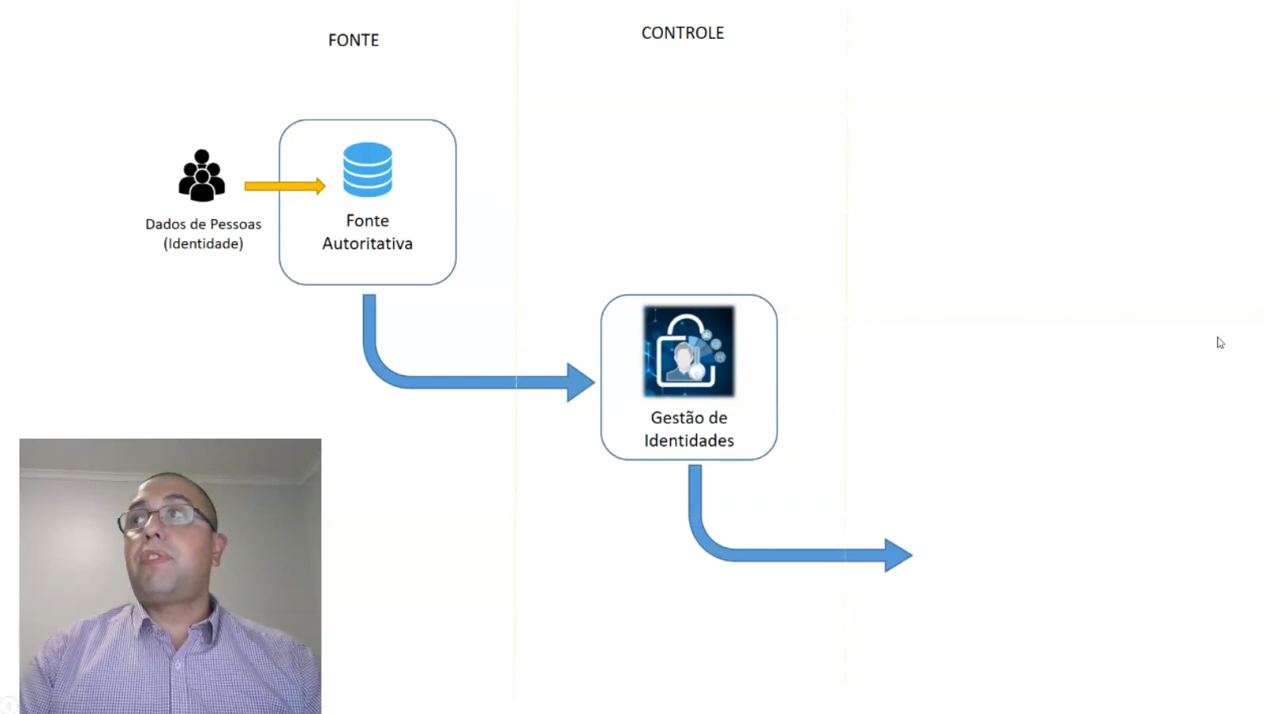 FONTE
CONTROLE
Dados de Pessoas
(Identidade)
Fonte
Autoritativa
Gestão de
Identidades